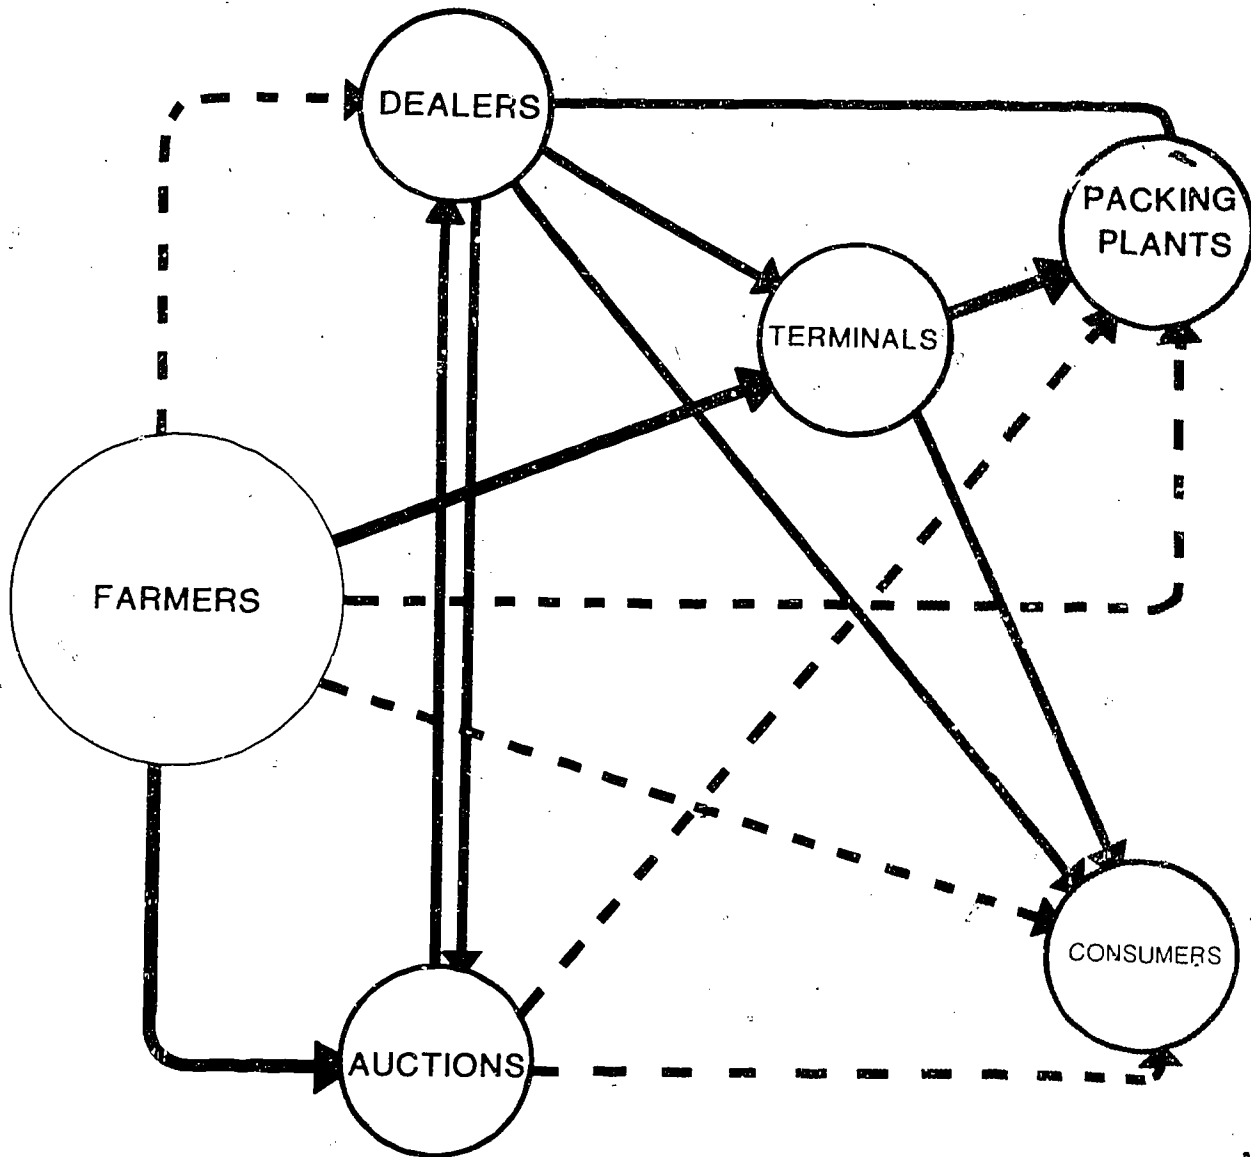 DEALERS
PACKING
PLANTS
TERMINALS
FARMERS
CONSUMERS
AUCTIONS